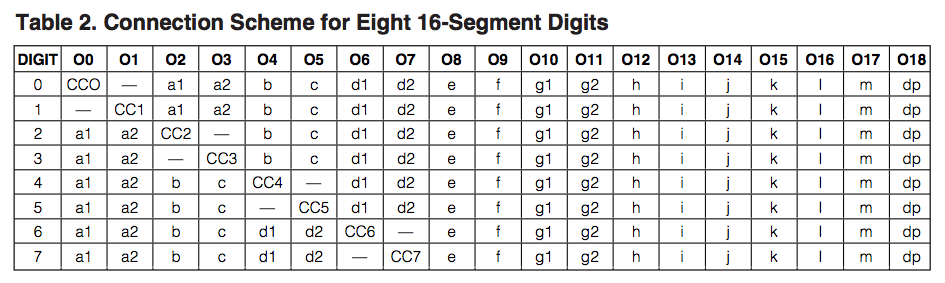 Table 2. Connection Scheme for Eight 16-Segment Digits
DIGIT O0 O1 O2 O3 O4 O5 O6 O7 O8 O9 O10 O11 O12 O13 O14 O15 O16 O17 O18
0 CCO — a1 a2 b c d1 d2 e f g1 g2 h i j k l m dp
1 — CC1 a1 a2 b c d1 d2 e f g1 g2 h i j k l m dp
2 a1 a2 CC2 — b c d1 d2 e f g1 g2 h i j k l m dp
3 a1 a2 — CC3 b c d1 d2 e f g1 g2 h i j k l m dp
4 a1 a2 b c CC4 — d1 d2 e f g1 g2 h i j k l m dp
5 a1 a2 b c — CC5 d1 d2 e f g1 g2 h i j k l m dp
6 a1 a2 b c d1 d2 CC6 — e f g1 g2 h i j k l m dp
7 a1 a2 b c d1 d2 — CC7 e f g1 g2 h i j k l m dp